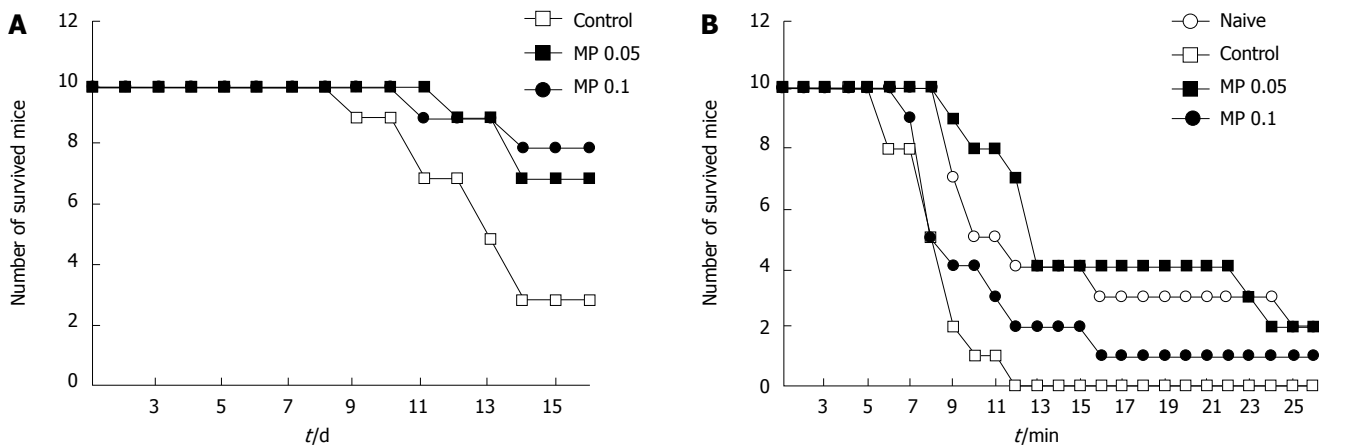 A
12
10
8
6
4
2
0
Number of survived mice
3 5 7 9 11 13 15
t/d
Control
MP 0.05
MP 0.1
B
12
10
8
6
4
2
0
Number of survived mice
3 5 7 9 11 13 15 17 19 21 23 25
t/min
Naive
Control
MP 0.05
MP 0.1